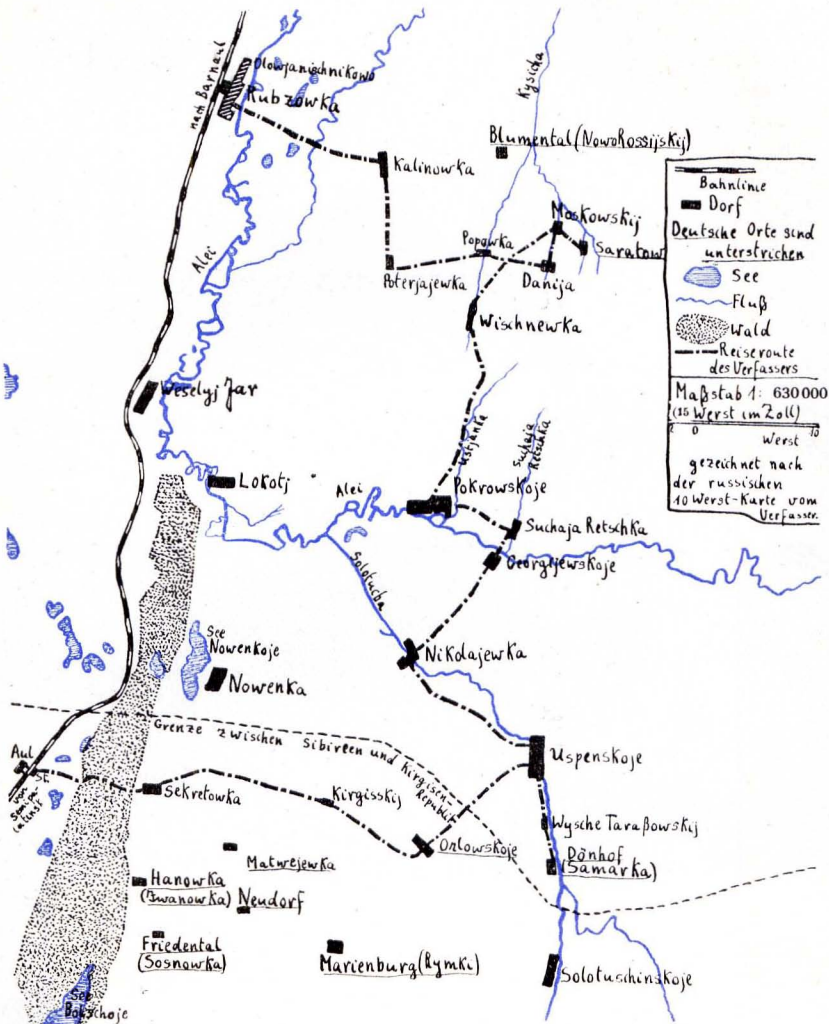 nach Barnaul
Olowjanischnikowo
Rubzowka
Kysicha
Blumental (NowoRossijskij)
Kalinowka
Moskowskij
Saratow
Popowka
Alei
Poterjajewka
Danija
Wischnewka
Weselyj Jar
Ustjanka
Suchaja
Retschka
Lokotj
Alei
Pokrowskoje
Suchaja Retschka
Georgijewskoje
Solotucha
See
Nowenkoje
Nikolajewka
Nowenka
Grenze zwischen Sibirien und Kirgisen-
Republik
Uspenskoje
Aul
St.
von
Semipa-
latinsk
Sekretowka
Kirgisskij
Orlowskoje
Wysche Taraßowskij
Matwejewka
Dönhof
(Samarka)
Hanowka
(Iwanowka)
Neudorf
Friedental
(Sosnowka)
Marienburg (Rymki)
Solotuschinskoje
See
Bokschoje
Bahnlinie
Dorf
Deutsche Orte sind
unterstrichen
See
Fluß
Wald
Reiseroute
des Verfassers
Maßstab 1: 630000
(15 Werst im Zoll)
0 10
Werst
gezeichnet nach
der russischen
10 Werst-Karte vom
Verfasser.